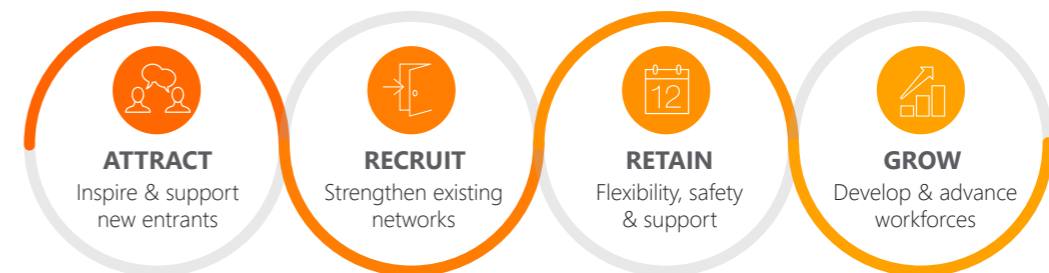 12
ATTRACT
Inspire & support
new entrants
RECRUIT
Strengthen existing
networks
RETAIN
Flexibility, safety
& support
GROW
Develop & advance
workforces